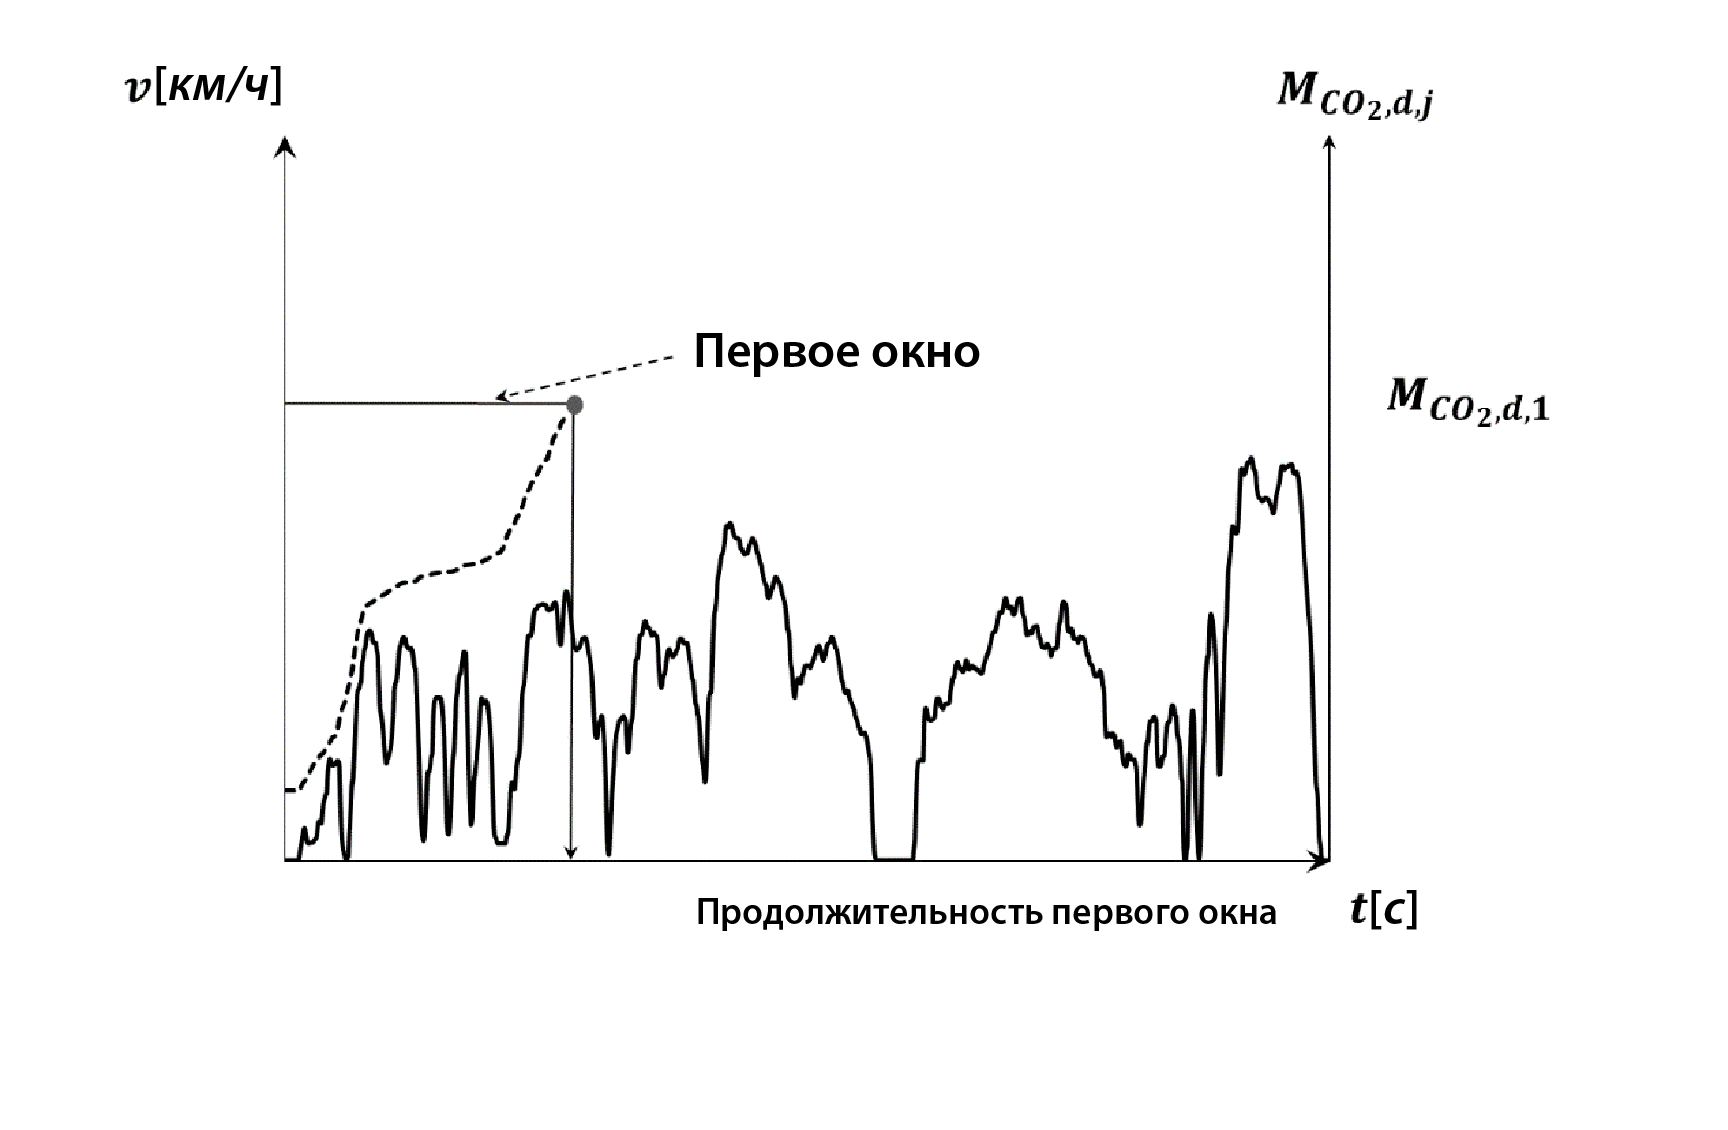 v[км/ч]
M_{CO_2,d,j}
Первое окно
M_{CO_2,d,1}
Продолжительность первого окна
t[c]